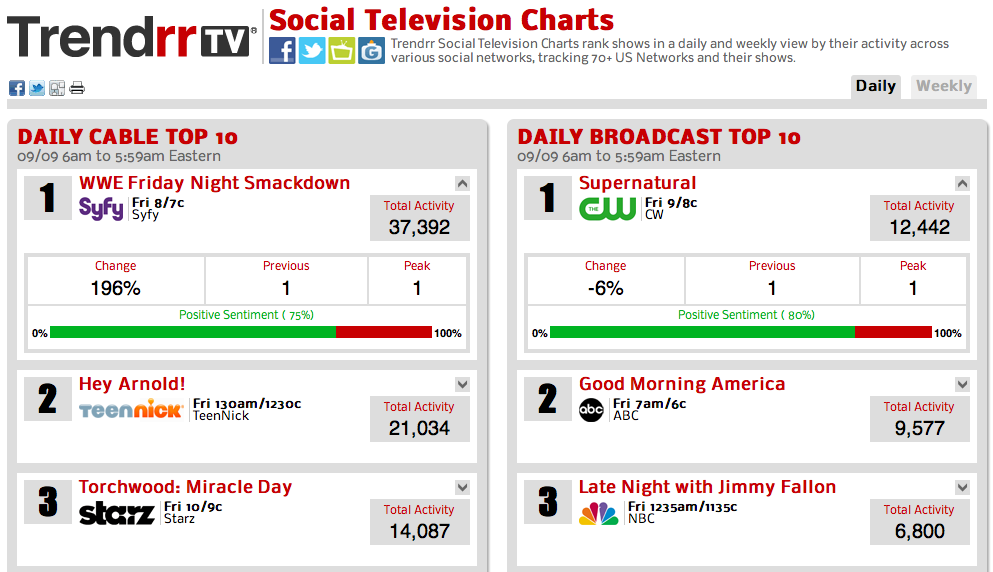 Trendrr TV®
Social Television Charts
Trendrr Social Television Charts rank shows in a daily and weekly view by their activity across
various social networks, tracking 70+ US Networks and their shows.
Daily
Weekly
DAILY CABLE TOP 10
09/09 6am to 5:59am Eastern
1
WWE Friday Night Smackdown
Syfy
Fri 8/7c
Syfy
Total Activity
37,392
Change
Previous
Peak
196%
1
1
Positive Sentiment ( 75%)
0%
100%
2
Hey Arnold!
TEENNICK
Fri 130am/1230c
TeenNick
Total Activity
21,034
3
Torchwood: Miracle Day
starz
Fri 10/9c
Starz
Total Activity
14,087
DAILY BROADCAST TOP 10
09/09 6am to 5:59am Eastern
1
Supernatural
THE CW
Fri 9/8c
CW
Total Activity
12,442
Change
Previous
Peak
-6%
1
1
Positive Sentiment ( 80%)
0%
100%
2
Good Morning America
abc
Fri 7am/6c
ABC
Total Activity
9,577
3
Late Night with Jimmy Fallon
Fri 1235am/1135c
NBC
Total Activity
6,800